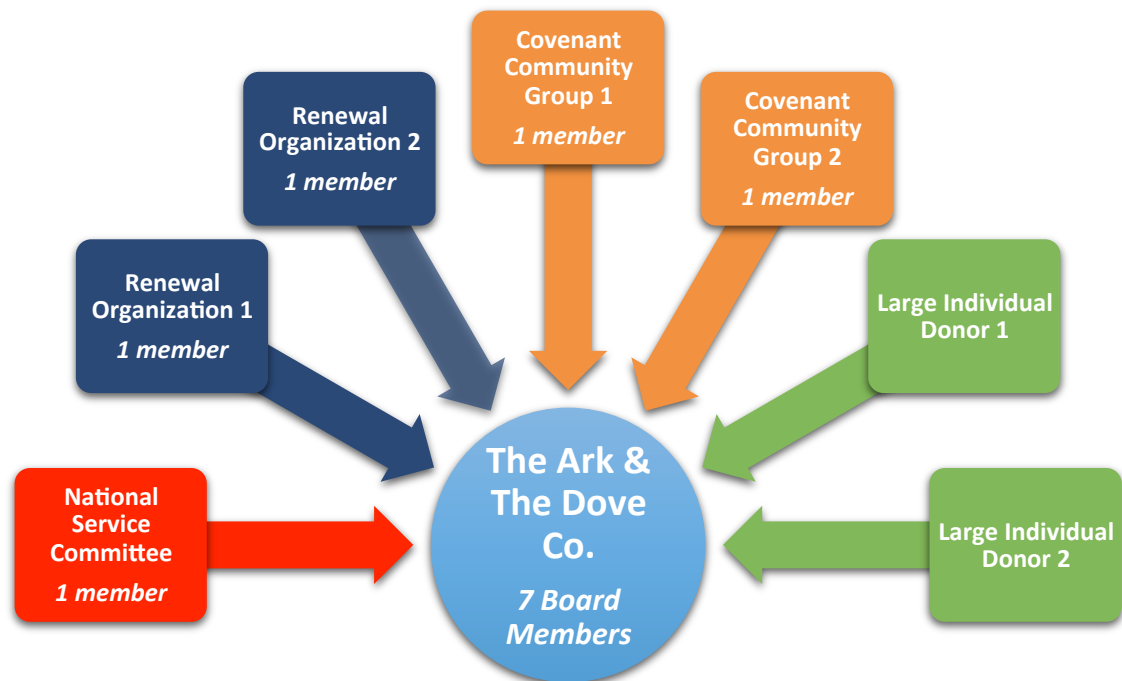 Covenant
Community
Group 1
1 member
Covenant
Community
Group 2
1 member
Renewal
Organization 2
1 member
Renewal
Organization 1
1 member
Large Individual
Donor 1
National
Service
Committee
1 member
The Ark &
The Dove
Co.
7 Board
Members
Large Individual
Donor 2